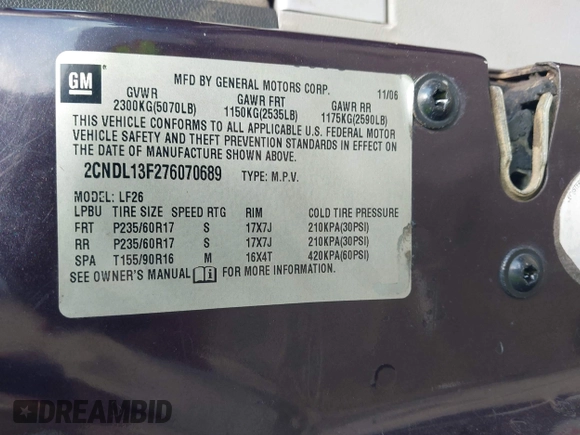 GM
MFD BY GENERAL MOTORS CORP. 11/06
GVWR GAWR FRT GAWR RR
2300KG(5070LB) 1150KG(2535LB) 1175KG(2590LB)
THIS VEHICLE CONFORMS TO ALL APPLICABLE U.S. FEDERAL MOTOR
VEHICLE SAFETY AND THEFT PREVENTION STANDARDS IN EFFECT ON
THE DATE OF MANUFACTURE SHOWN ABOVE.
2CNDL13F276070689 TYPE: M.P.V.
MODEL: LF26
LPBU TIRE SIZE SPEED RTG RIM COLD TIRE PRESSURE
FRT P235/60R17 S 17X7J 210KPA(30PSI)
RR P235/60R17 S 17X7J 210KPA(30PSI)
SPA T155/90R16 M 16X4T 420KPA(60PSI)
SEE OWNER'S MANUAL FOR MORE INFORMATION
DREAMBID